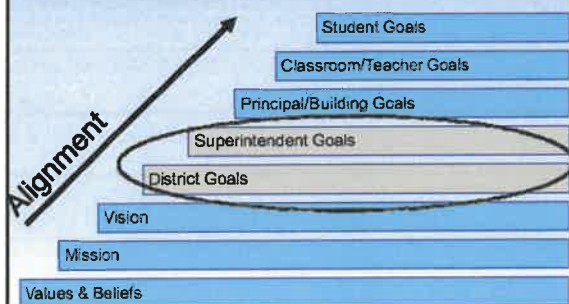 Student Goals
Classroom/Teacher Goals
Principal/Building Goals
Superintendent Goals
District Goals
Vision
Mission
Values & Beliefs
Alignment